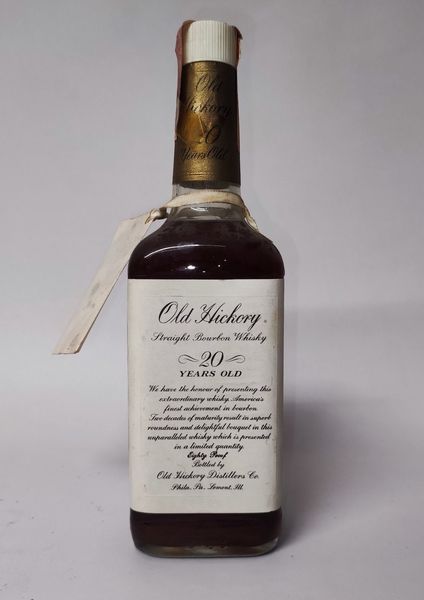 Old
Hickory
20
Years Old
Old Hickory
Straight Bourbon Whisky
20
YEARS OLD
We have the honour of presenting this
extraordinary whisky. America's
finest achievement in bourbon.
Two decades of maturity result in superb
roundness and delightful bouquet in this
unparalleled whisky which is presented
in a limited quantity.
Eighty Proof
Bottled by
Old Hickory Distillers Co.
Phila. Pa. Lemont, Ill.